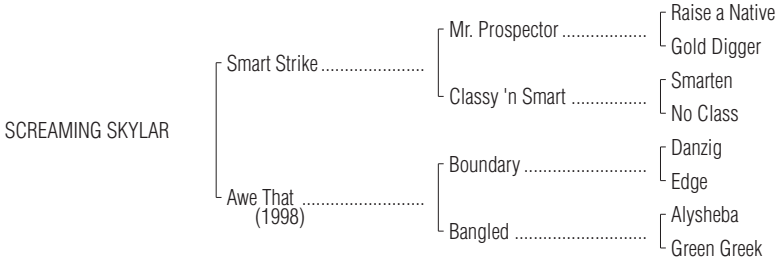 Raise a Native
Mr. Prospector ..................
Gold Digger
Smart Strike ......................
Smarten
Classy 'n Smart ................
No Class
SCREAMING SKYLAR
Danzig
Boundary ..........................
Edge
Awe That ..........................
(1998)
Alysheba
Bangled ............................
Green Greek